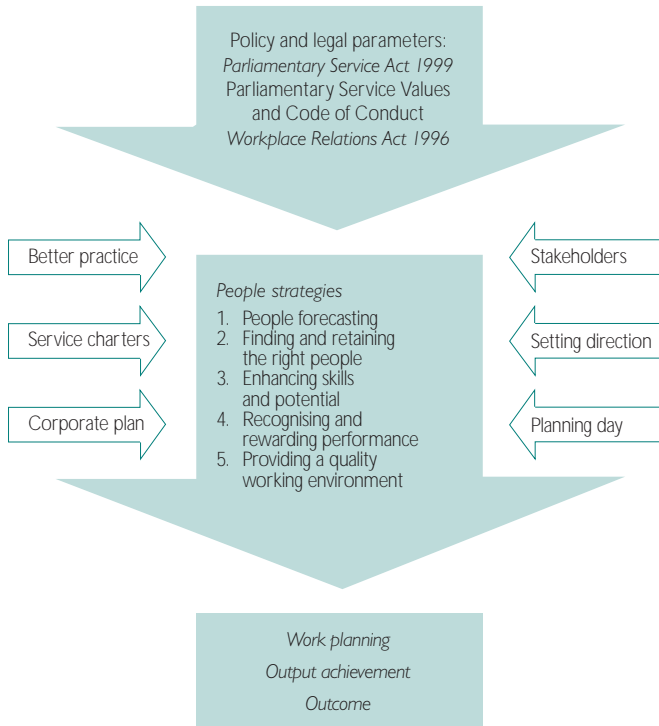 Policy and legal parameters:
Parliamentary Service Act 1999
Parliamentary Service Values
and Code of Conduct
Workplace Relations Act 1996
Better practice
Service charters
Corporate plan
People strategies
1. People forecasting
2. Finding and retaining
the right people
3. Enhancing skills
and potential
4. Recognising and
rewarding performance
5. Providing a quality
working environment
Stakeholders
Setting direction
Planning day
Work planning
Output achievement
Outcome